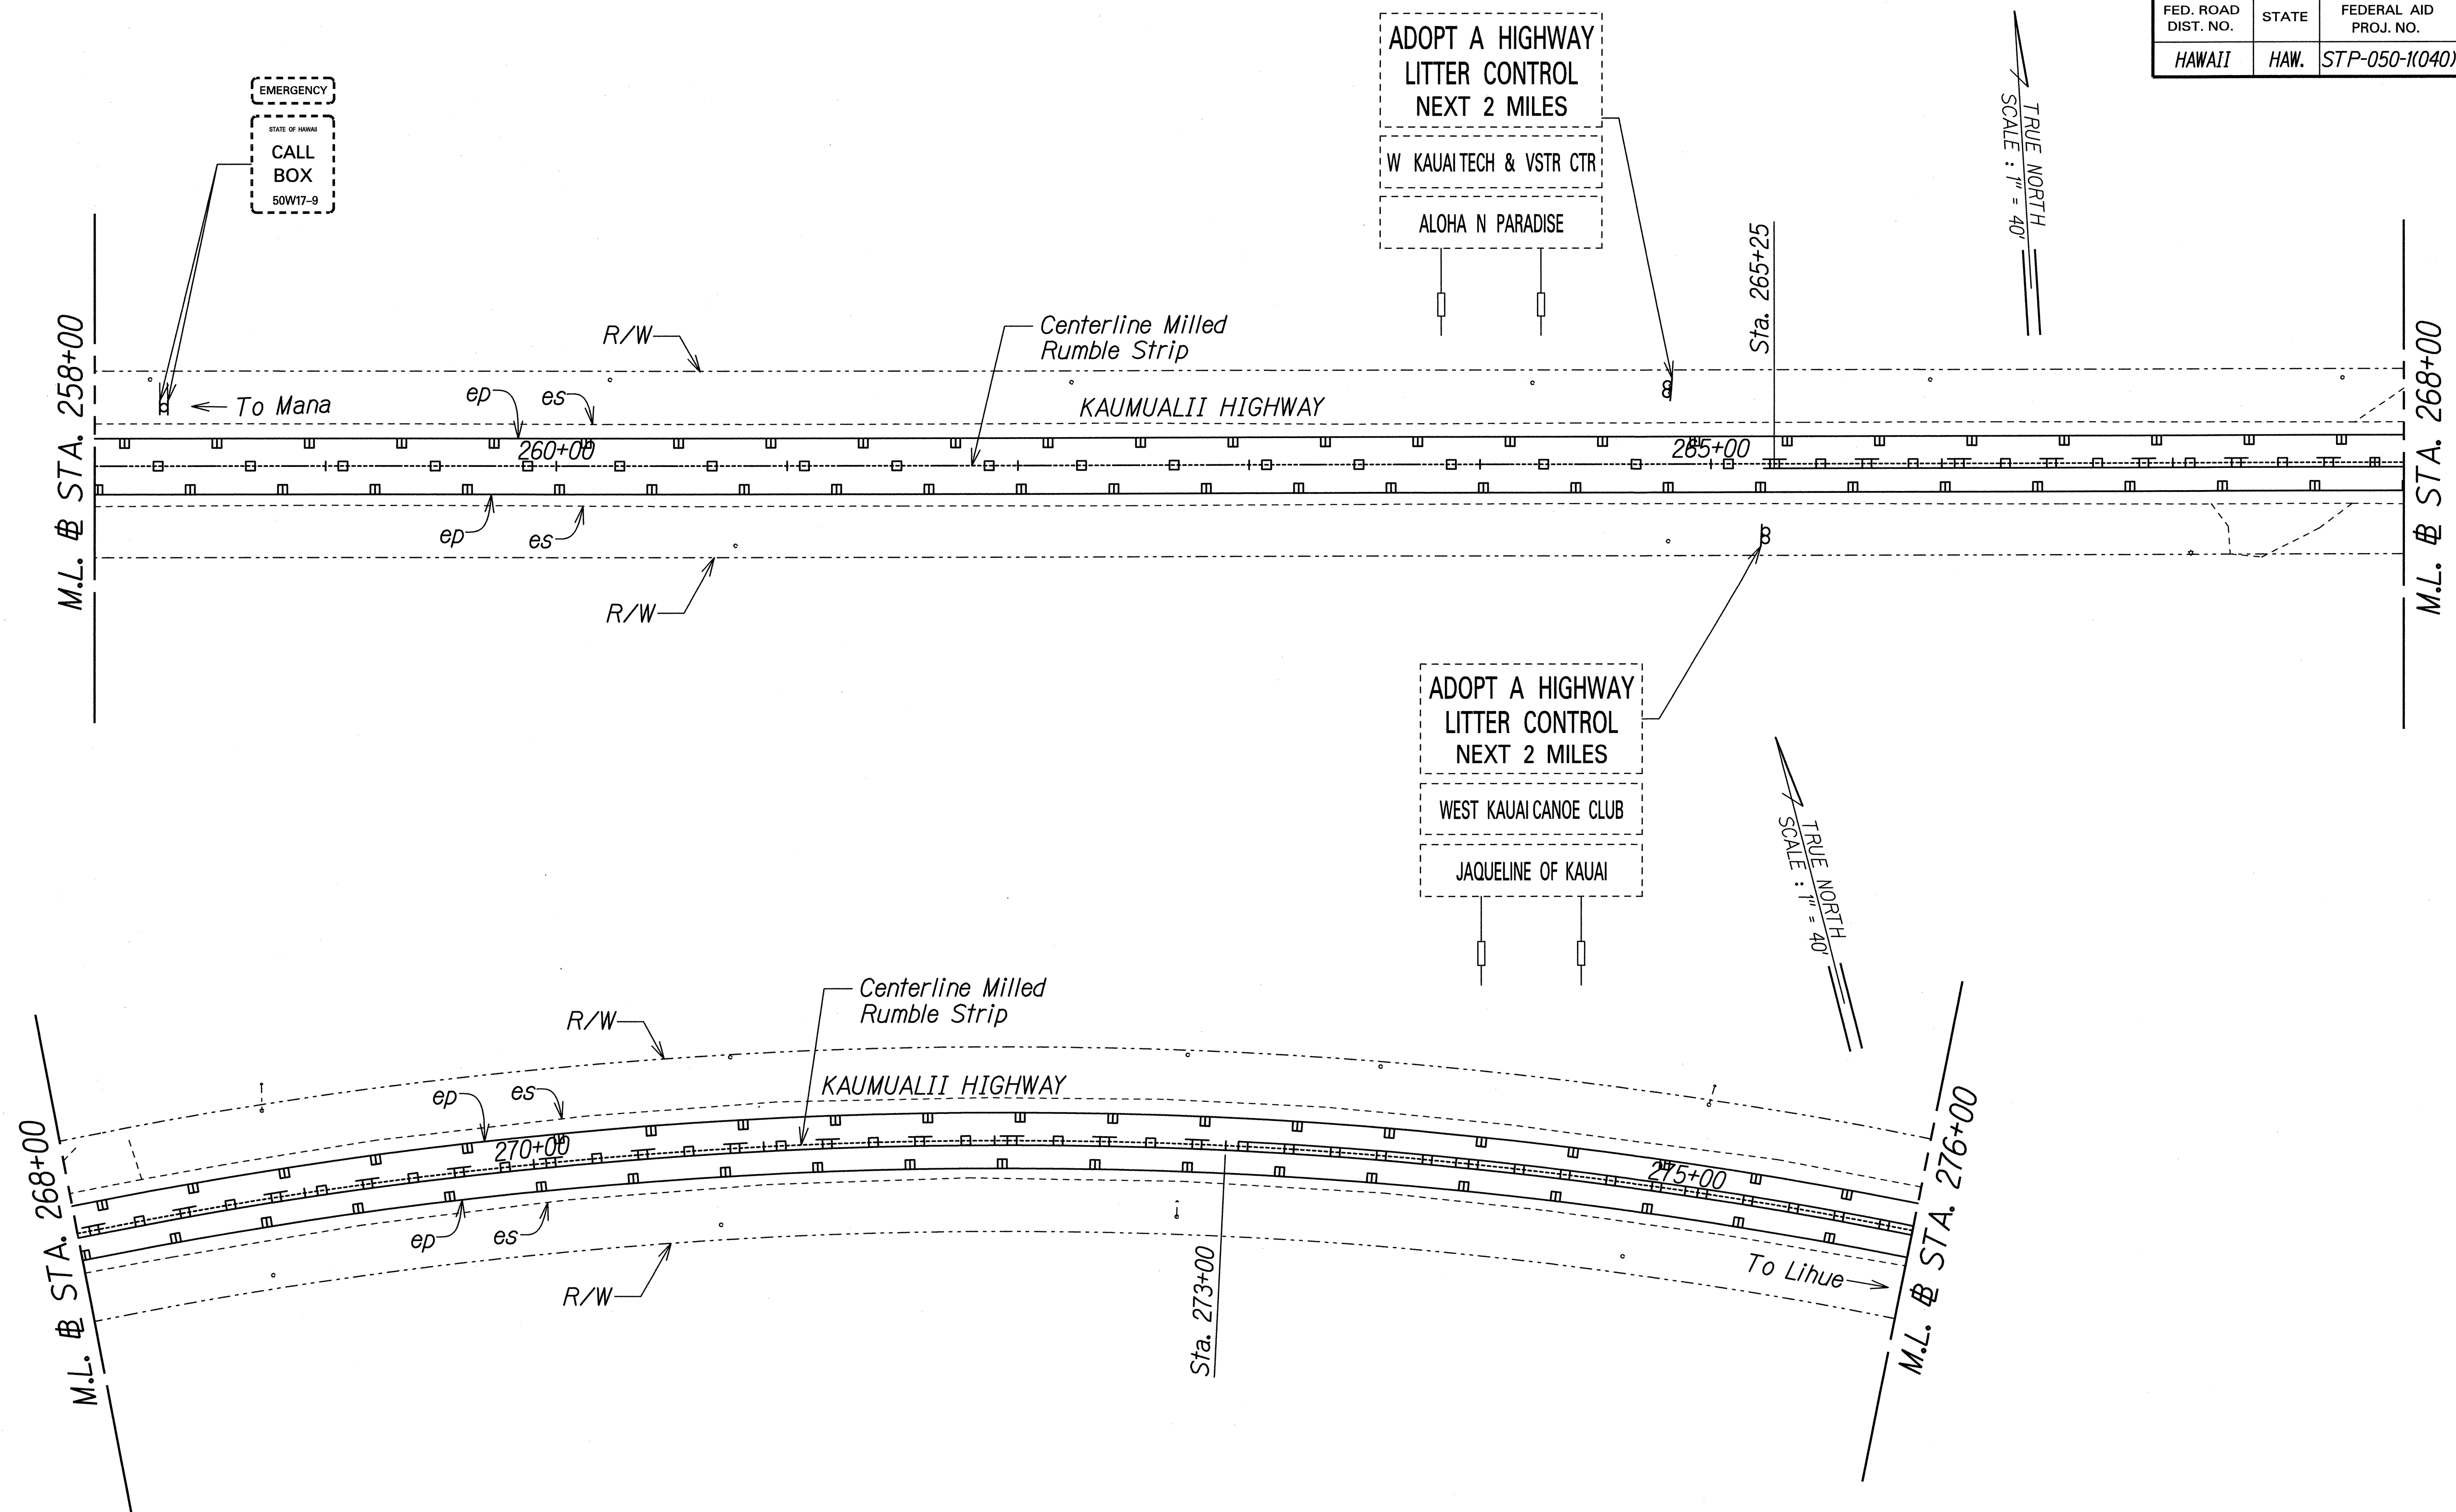 FED. ROAD DIST. NO.
STATE
FEDERAL AID PROJ. NO.
HAWAII
HAW.
STP-050-1(040)
EMERGENCY
STATE OF HAWAII
CALL
BOX
50W17-9
ADOPT A HIGHWAY
LITTER CONTROL
NEXT 2 MILES
W KAUAI TECH & VSTR CTR
ALOHA N PARADISE
TRUE NORTH
SCALE : 1" = 40'
Sta. 265+25
M.L. BL STA. 258+00
R/W
Centerline Milled
Rumble Strip
To Mana
ep
es
KAUMUALII HIGHWAY
260+00
265+00
ep
es
R/W
M.L. BL STA. 268+00
ADOPT A HIGHWAY
LITTER CONTROL
NEXT 2 MILES
WEST KAUAI CANOE CLUB
JAQUELINE OF KAUAI
TRUE NORTH
SCALE : 1" = 40'
M.L. BL STA. 268+00
R/W
Centerline Milled
Rumble Strip
ep
es
KAUMUALII HIGHWAY
270+00
275+00
ep
es
R/W
Sta. 273+00
To Lihue
M.L. BL STA. 276+00